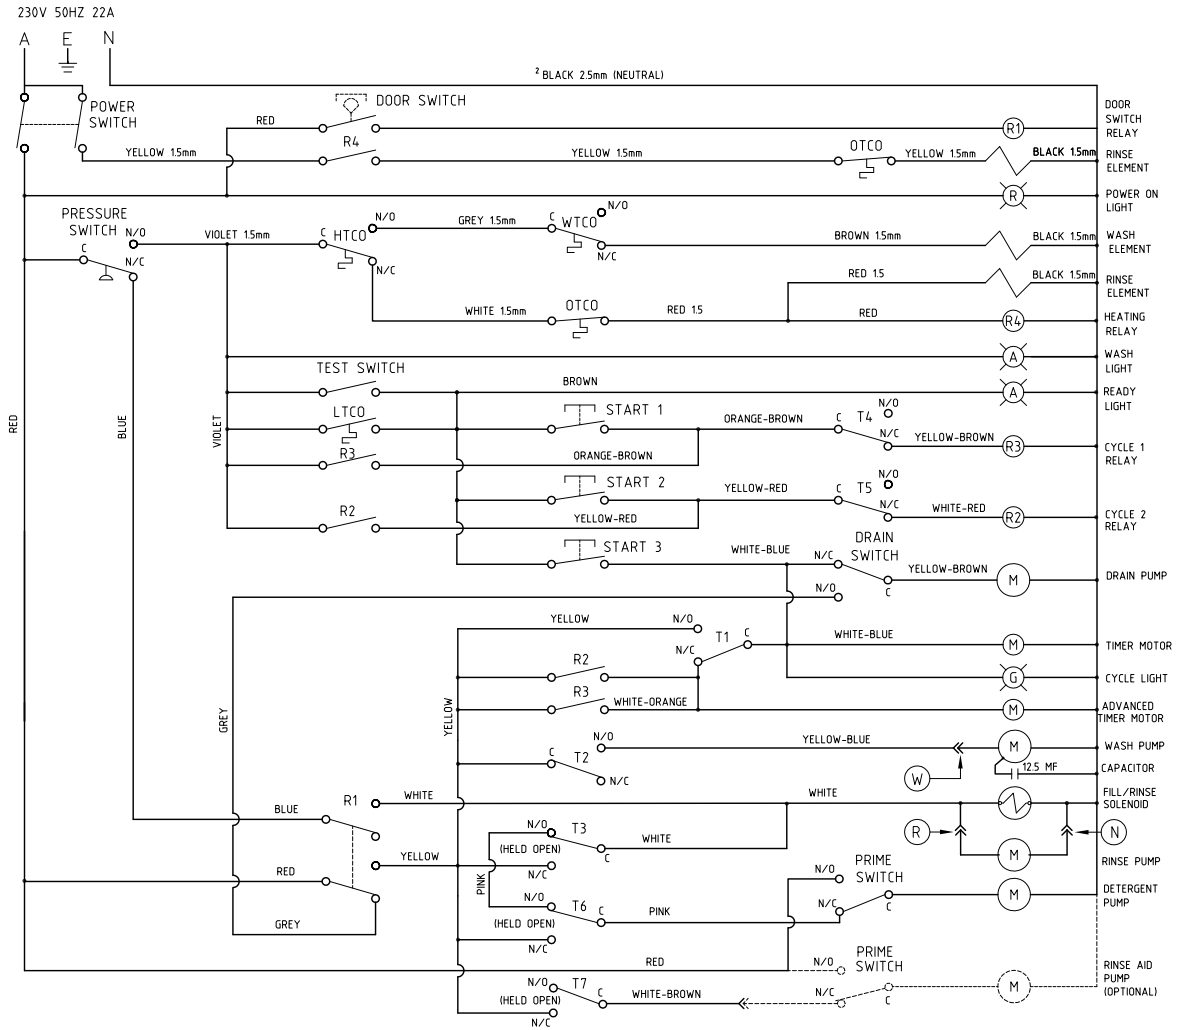 230V 50HZ 22A
A E N
2 BLACK 2.5mm (NEUTRAL)
POWER
SWITCH
DOOR SWITCH
RED
R1
DOOR
SWITCH
RELAY
R4
YELLOW 1.5mm
YELLOW 1.5mm
OTCO
YELLOW 1.5mm
BLACK 1.5mm
RINSE
ELEMENT
R
POWER ON
LIGHT
PRESSURE
SWITCH
N/O
C
N/C
VIOLET 1.5mm
C
HTCO
N/O
N/C
GREY 1.5mm
C
WTCO
N/O
N/C
BROWN 1.5mm
BLACK 1.5mm
WASH
ELEMENT
RED 1.5
BLACK 1.5mm
RINSE
ELEMENT
WHITE 1.5mm
OTCO
RED 1.5
RED
R4
HEATING
RELAY
A
WASH
LIGHT
TEST SWITCH
BROWN
A
READY
LIGHT
RED
BLUE
VIOLET
LTCO
START 1
ORANGE-BROWN
C
T4
N/O
N/C
YELLOW-BROWN
R3
CYCLE 1
RELAY
R3
ORANGE-BROWN
START 2
YELLOW-RED
C
T5
N/O
N/C
WHITE-RED
R2
CYCLE 2
RELAY
R2
YELLOW-RED
START 3
WHITE-BLUE
DRAIN
SWITCH
N/C
YELLOW-BROWN
C
N/O
M
DRAIN PUMP
YELLOW
N/O
T1
C
N/C
WHITE-BLUE
M
TIMER MOTOR
R2
G
CYCLE LIGHT
R3
WHITE-ORANGE
M
ADVANCED
TIMER MOTOR
GREY
YELLOW
C
T2
N/O
N/C
YELLOW-BLUE
M
WASH PUMP
W
12.5 MF
CAPACITOR
BLUE
R1
WHITE
WHITE
FILL/RINSE
SOLENOID
N/O
T3
(HELD OPEN)
C
N/C
WHITE
R
N
M
RINSE PUMP
YELLOW
RED
PINK
N/O
T6
(HELD OPEN)
C
N/C
PINK
PRIME
SWITCH
N/O
N/C
C
M
DETERGENT
PUMP
GREY
RED
PRIME
SWITCH
N/O
N/C
C
M
RINSE AID
PUMP
(OPTIONAL)
N/O
T7
(HELD OPEN)
C
N/C
WHITE-BROWN